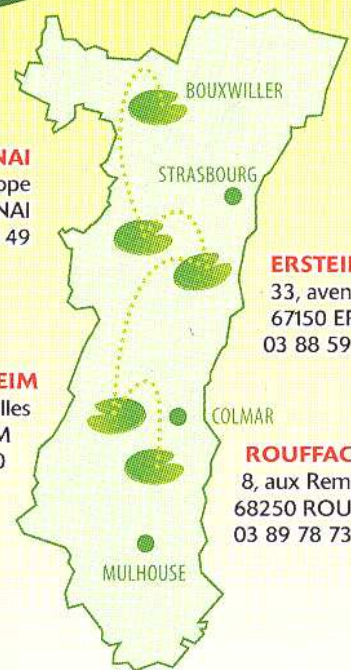 BOUXWILLER
STRASBOURG
NAI
ope
NAI
49
ERSTEI
33, aven
67150 E
03 88 59
EIM
lles
M
COLMAR
ROUFFAC
8, aux Rem
68250 ROU
03 89 78 73
MULHOUSE